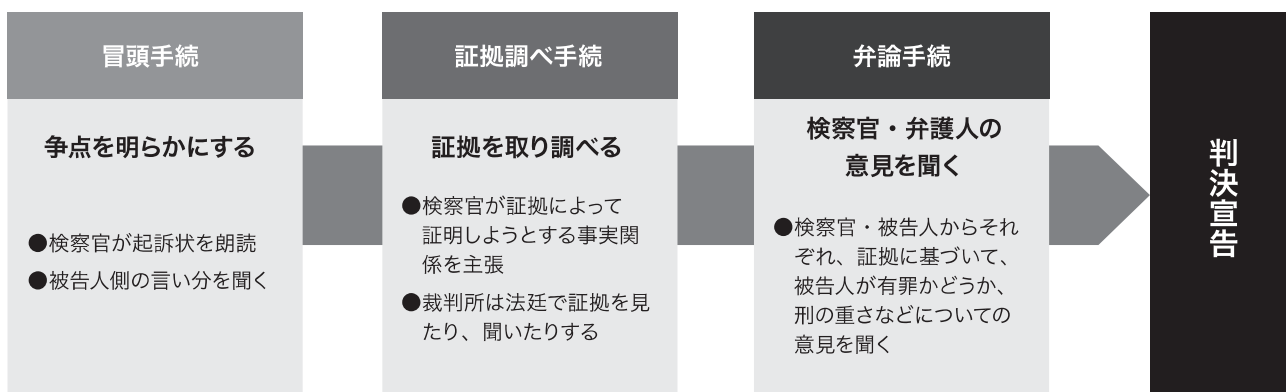 冒頭手続
争点を明らかにする
●検察官が起訴状を朗読
●被告人側の言い分を聞く
証拠調べ手続
証拠を取り調べる
●検察官が証拠によって
証明しようとする事実関
係を主張
●裁判所は法廷で証拠を見
たり、聞いたりする
弁論手続
検察官・弁護人の
意見を聞く
●検察官・被告人からそれ
ぞれ、証拠に基づいて、
被告人が有罪かどうか、
刑の重さなどについての
意見を聞く
判決宣告